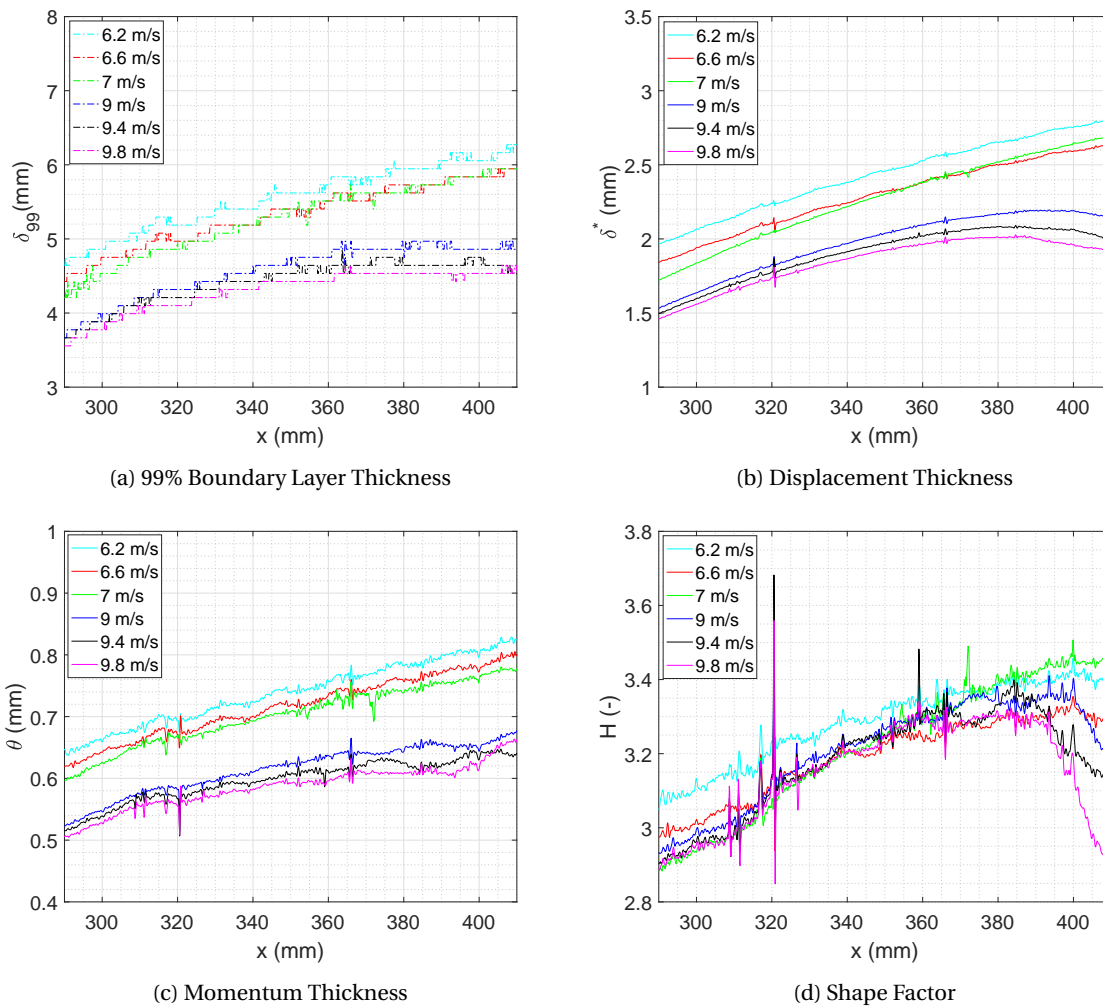 8
7
6
5
4
3
δ99(mm)
6.2 m/s
6.6 m/s
7 m/s
9 m/s
9.4 m/s
9.8 m/s
300 320 340 360 380 400
x (mm)
(a) 99% Boundary Layer Thickness
3.5
3
2.5
2
1.5
1
δ* (mm)
6.2 m/s
6.6 m/s
7 m/s
9 m/s
9.4 m/s
9.8 m/s
300 320 340 360 380 400
x (mm)
(b) Displacement Thickness
1
0.9
0.8
0.7
0.6
0.5
0.4
θ (mm)
6.2 m/s
6.6 m/s
7 m/s
9 m/s
9.4 m/s
9.8 m/s
300 320 340 360 380 400
x (mm)
(c) Momentum Thickness
3.8
3.6
3.4
3.2
3
2.8
H (-)
6.2 m/s
6.6 m/s
7 m/s
9 m/s
9.4 m/s
9.8 m/s
300 320 340 360 380 400
x (mm)
(d) Shape Factor